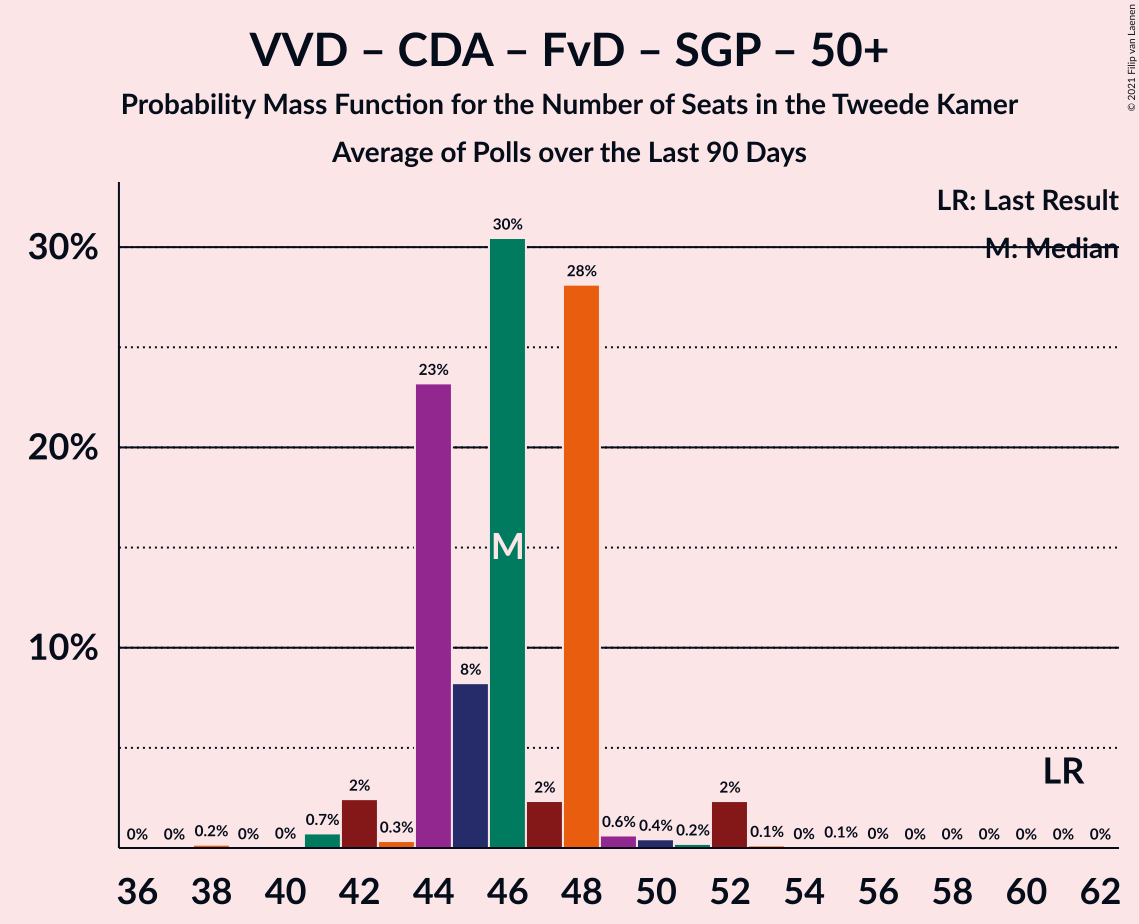 VVD – CDA – FvD – SGP – 50+
Probability Mass Function for the Number of Seats in the Tweede Kamer
Average of Polls over the Last 90 Days
© 2021 Filip van Laenen
LR: Last Result
M: Median
30%
20%
10%
0% 0% 0.2% 0% 0% 0.7% 2% 0.3% 23% 8% 30% 2% 28% 0.6% 0.4% 0.2% 2% 0.1% 0% 0.1% 0% 0% 0% 0% 0% 0% 0%
M
LR
36 38 40 42 44 46 48 50 52 54 56 58 60 62